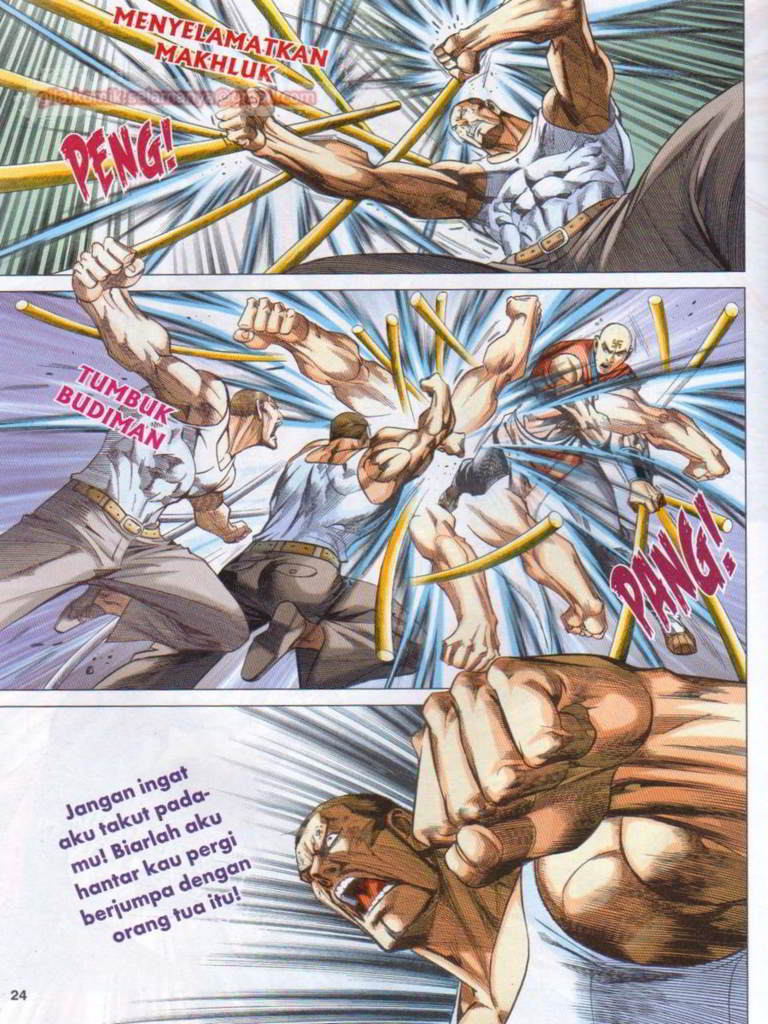 MENYELAMATKAN
MAKHLUK
PENG!
TUMBUK
BUDIMAN
PANG!
Jangan ingat
aku takut pada-
mu! Biarlah aku
hantar kau pergi
berjumpa dengan
orang tua itu!
24